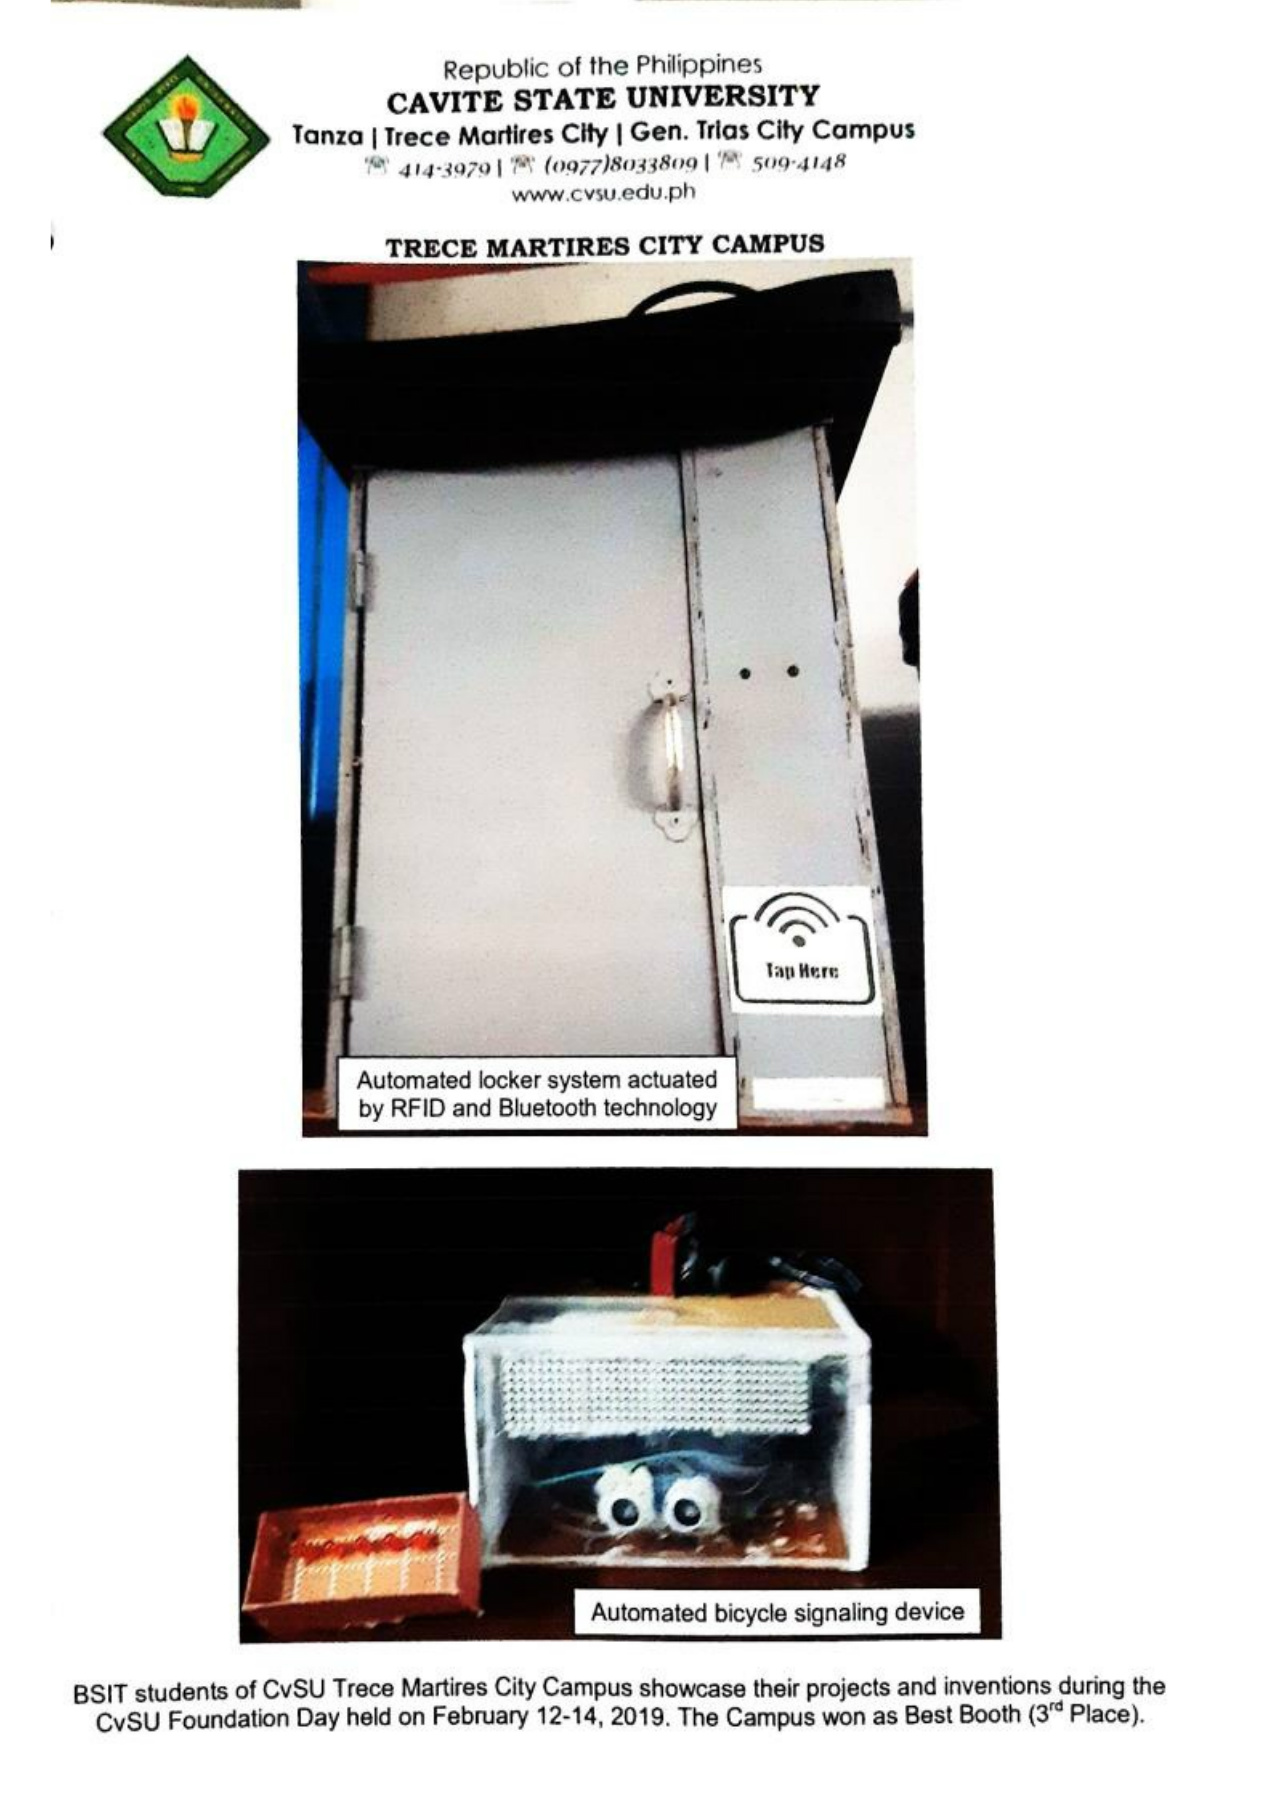 Republic of the Philippines
CAVITE STATE UNIVERSITY
Tanza | Trece Martires City | Gen. Trias City Campus
☏ 414-3979 | ☏ (0977)8033809 | ☏ 509-4148
www.cvsu.edu.ph
TRECE MARTIRES CITY CAMPUS
Tap Here
Automated locker system actuated
by RFID and Bluetooth technology
Automated bicycle signaling device
BSIT students of CvSU Trece Martires City Campus showcase their projects and inventions during the
CvSU Foundation Day held on February 12-14, 2019. The Campus won as Best Booth (3rd Place).